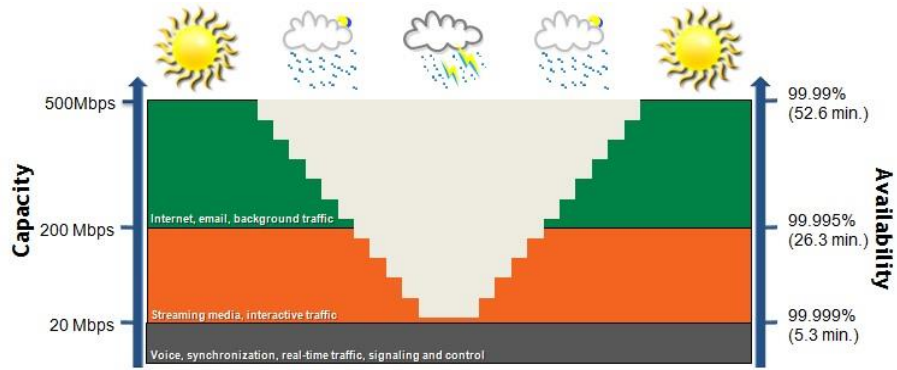 500Mbps
99.99%
(52.6 min.)
Capacity
Availability
Internet, email, background traffic
200 Mbps
99.995%
(26.3 min.)
Streaming media, interactive traffic
20 Mbps
99.999%
(5.3 min.)
Voice, synchronization, real-time traffic, signaling and control